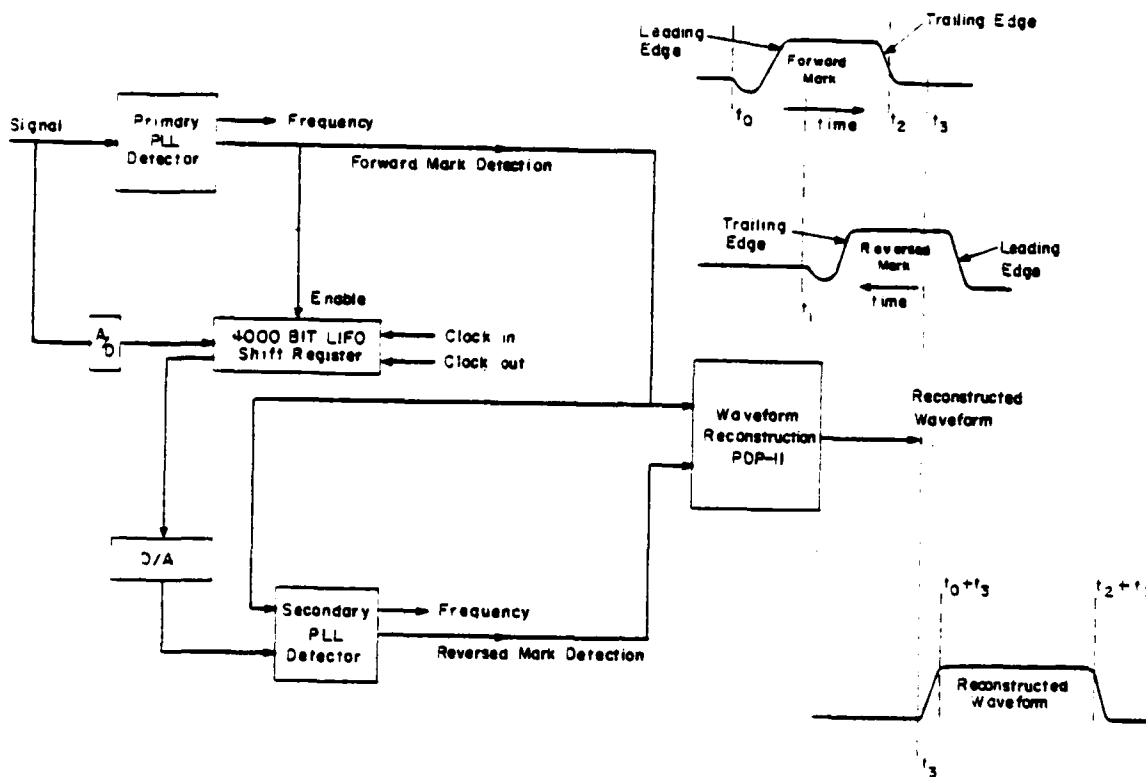 Leading
Edge
Trailing
Edge
Forward
Mark
t0
time
t2
t3
Signal
Primary
PLL
Detector
Frequency
Forward Mark Detection
Enable
A/D
4000 BIT LIFO
Shift Register
Clock in
Clock out
Trailing
Edge
Reversed
Mark
Leading
Edge
time
Waveform
Reconstruction
PDP-11
Reconstructed
Waveform
D/A
Secondary
PLL
Detector
Frequency
Reversed Mark Detection
t0+t3
Reconstructed
Waveform
t3